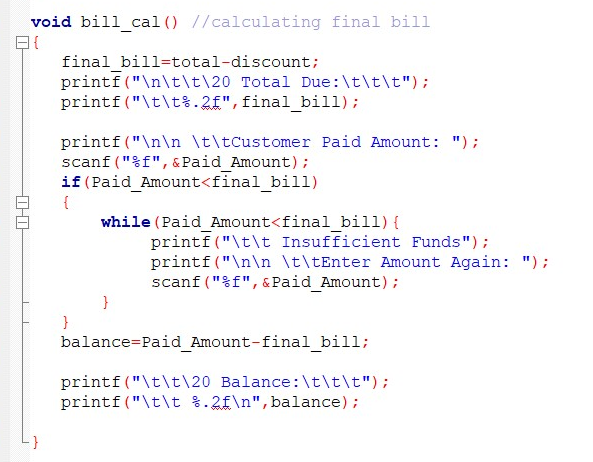 void bill_cal() //calculating final bill
{
final_bill=total-discount;
printf("\n\t\t\20 Total Due:\t\t\t");
printf("\t\t%.2f",final_bill);
printf("\n\n \t\tCustomer Paid Amount: ");
scanf("%f",&Paid_Amount);
if(Paid_Amount<final_bill)
{
while(Paid_Amount<final_bill){
printf("\t\t Insufficient Funds");
printf("\n\n \t\tEnter Amount Again: ");
scanf("%f",&Paid_Amount);
}
}
balance=Paid_Amount-final_bill;
printf("\t\t\20 Balance:\t\t\t");
printf("\t\t %.2f\n",balance);
}